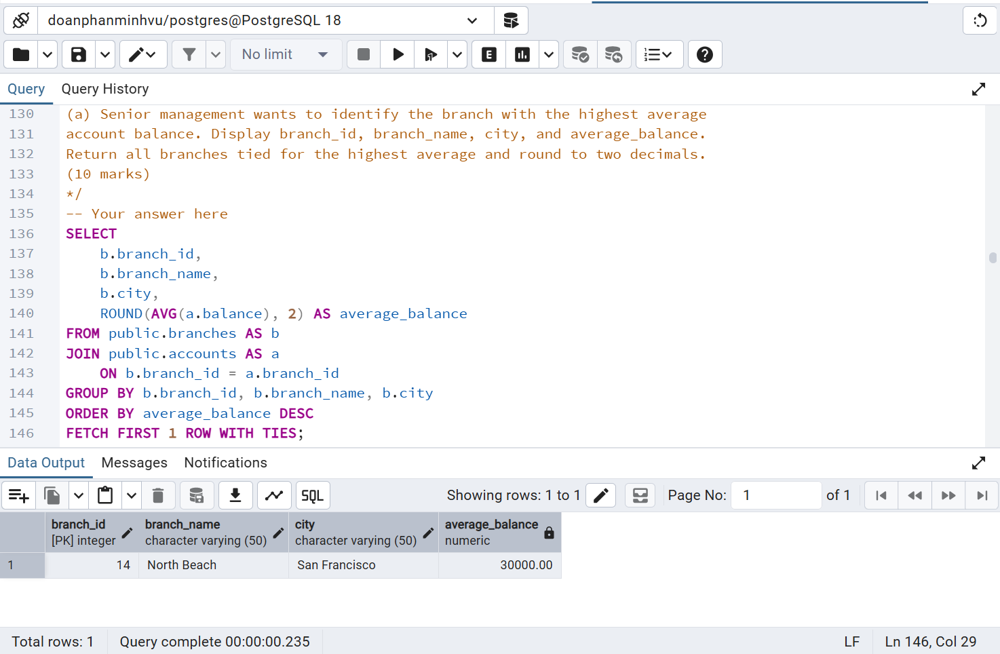 doanphanminhvu/postgres@PostgreSQL 18
No limit
E
Query Query History
130 (a) Senior management wants to identify the branch with the highest average
131 account balance. Display branch_id, branch_name, city, and average_balance.
132 Return all branches tied for the highest average and round to two decimals.
133 (10 marks)
134 */
135 -- Your answer here
136 SELECT
137 b.branch_id,
138 b.branch_name,
139 b.city,
140 ROUND(AVG(a.balance), 2) AS average_balance
141 FROM public.branches AS b
142 JOIN public.accounts AS a
143 ON b.branch_id = a.branch_id
144 GROUP BY b.branch_id, b.branch_name, b.city
145 ORDER BY average_balance DESC
146 FETCH FIRST 1 ROW WITH TIES;
Data Output Messages Notifications
SQL Showing rows: 1 to 1 Page No: 1 of 1
branch_id branch_name city average_balance
[PK] integer character varying (50) character varying (50) numeric
1 14 North Beach San Francisco 30000.00
Total rows: 1 Query complete 00:00:00.235 LF Ln 146, Col 29